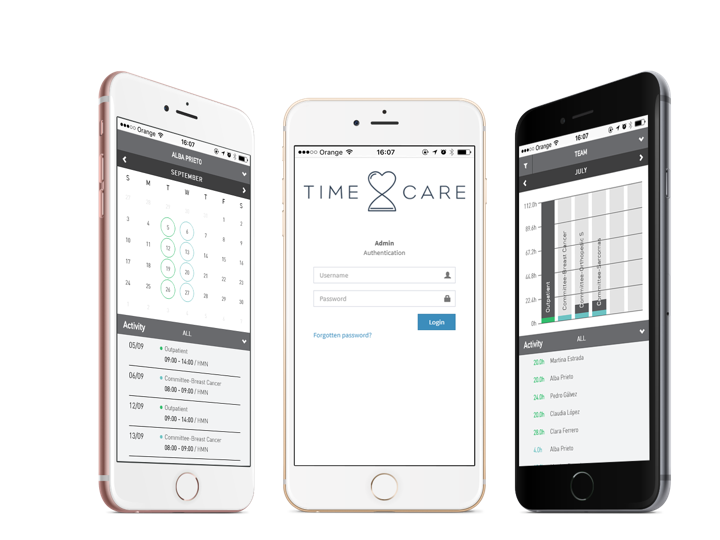 ●●●○○ Orange
16:07
ALBA PRIETO
SEPTEMBER
S M T W T F S
1 2
3 4 5 6 7 8 9
10 11 12 13 14 15 16
17 18 19 20 21 22 23
24 25 26 27 28 29 30
Activity ALL
05/09 Outpatient
09:00 - 14:00 / HMN
06/09 Committee-Breast Cancer
08:00 - 09:00 / HMN
12/09 Outpatient
09:00 - 14:00 / HMN
13/09 Committee-Breast Cancer
08:00 - 09:00 / HMN
●●●○○ Orange 16:07
TIME CARE
Admin
Authentication
Username
Password
Login
Forgotten password?
●●●○○ Orange 16:07
TEAM
JULY
112.0h
89.6h
67.2h
44.8h
22.4h
0h
Outpatient
Committee-Breast Cancer
Committee-Orthopedic S
Committee-Sarcomas
Activity ALL
20.0h Martina Estrada
20.0h Alba Prieto
24.0h Pedro Gálvez
20.0h Claudia López
28.0h Clara Ferrero
4.0h Alba Prieto